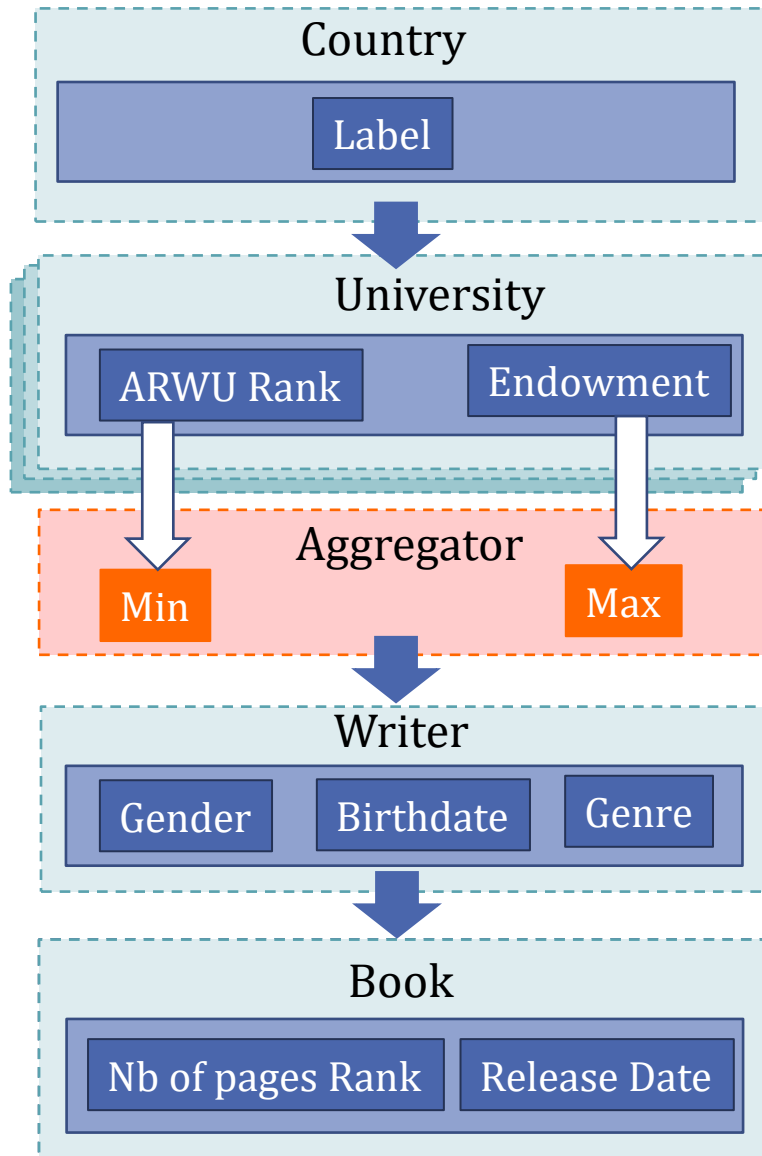 Country
Label
University
ARWU Rank
Endowment
Aggregator
Min
Max
Writer
Gender
Birthdate
Genre
Book
Nb of pages Rank
Release Date